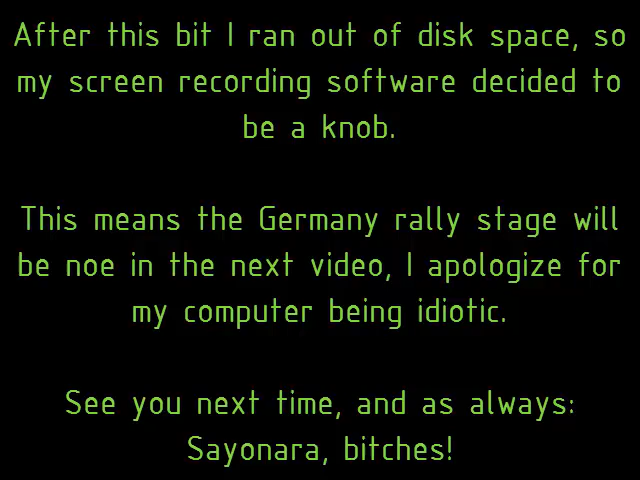 After this bit I ran out of disk space, so
my screen recording software decided to
be a knob.
This means the Germany rally stage will
be noe in the next video, I apologize for
my computer being idiotic.
See you next time, and as always:
Sayonara, bitches!